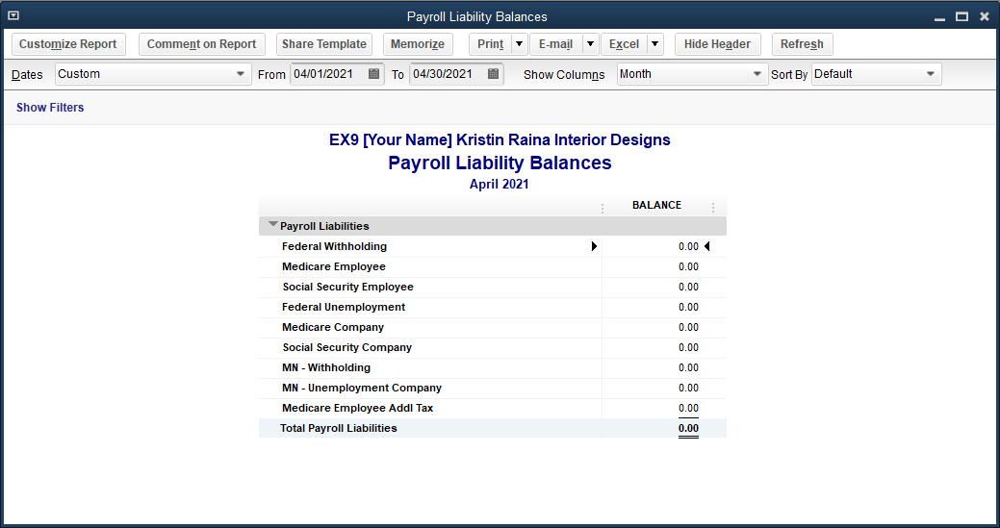 Payroll Liability Balances
Customize Report Comment on Report Share Template Memorize Print E-mail Excel Hide Header Refresh
Dates Custom From 04/01/2021 To 04/30/2021 Show Columns Month Sort By Default
Show Filters
EX9 [Your Name] Kristin Raina Interior Designs
Payroll Liability Balances
April 2021
BALANCE
Payroll Liabilities
Federal Withholding 0.00
Medicare Employee 0.00
Social Security Employee 0.00
Federal Unemployment 0.00
Medicare Company 0.00
Social Security Company 0.00
MN - Withholding 0.00
MN - Unemployment Company 0.00
Medicare Employee Addl Tax 0.00
Total Payroll Liabilities 0.00